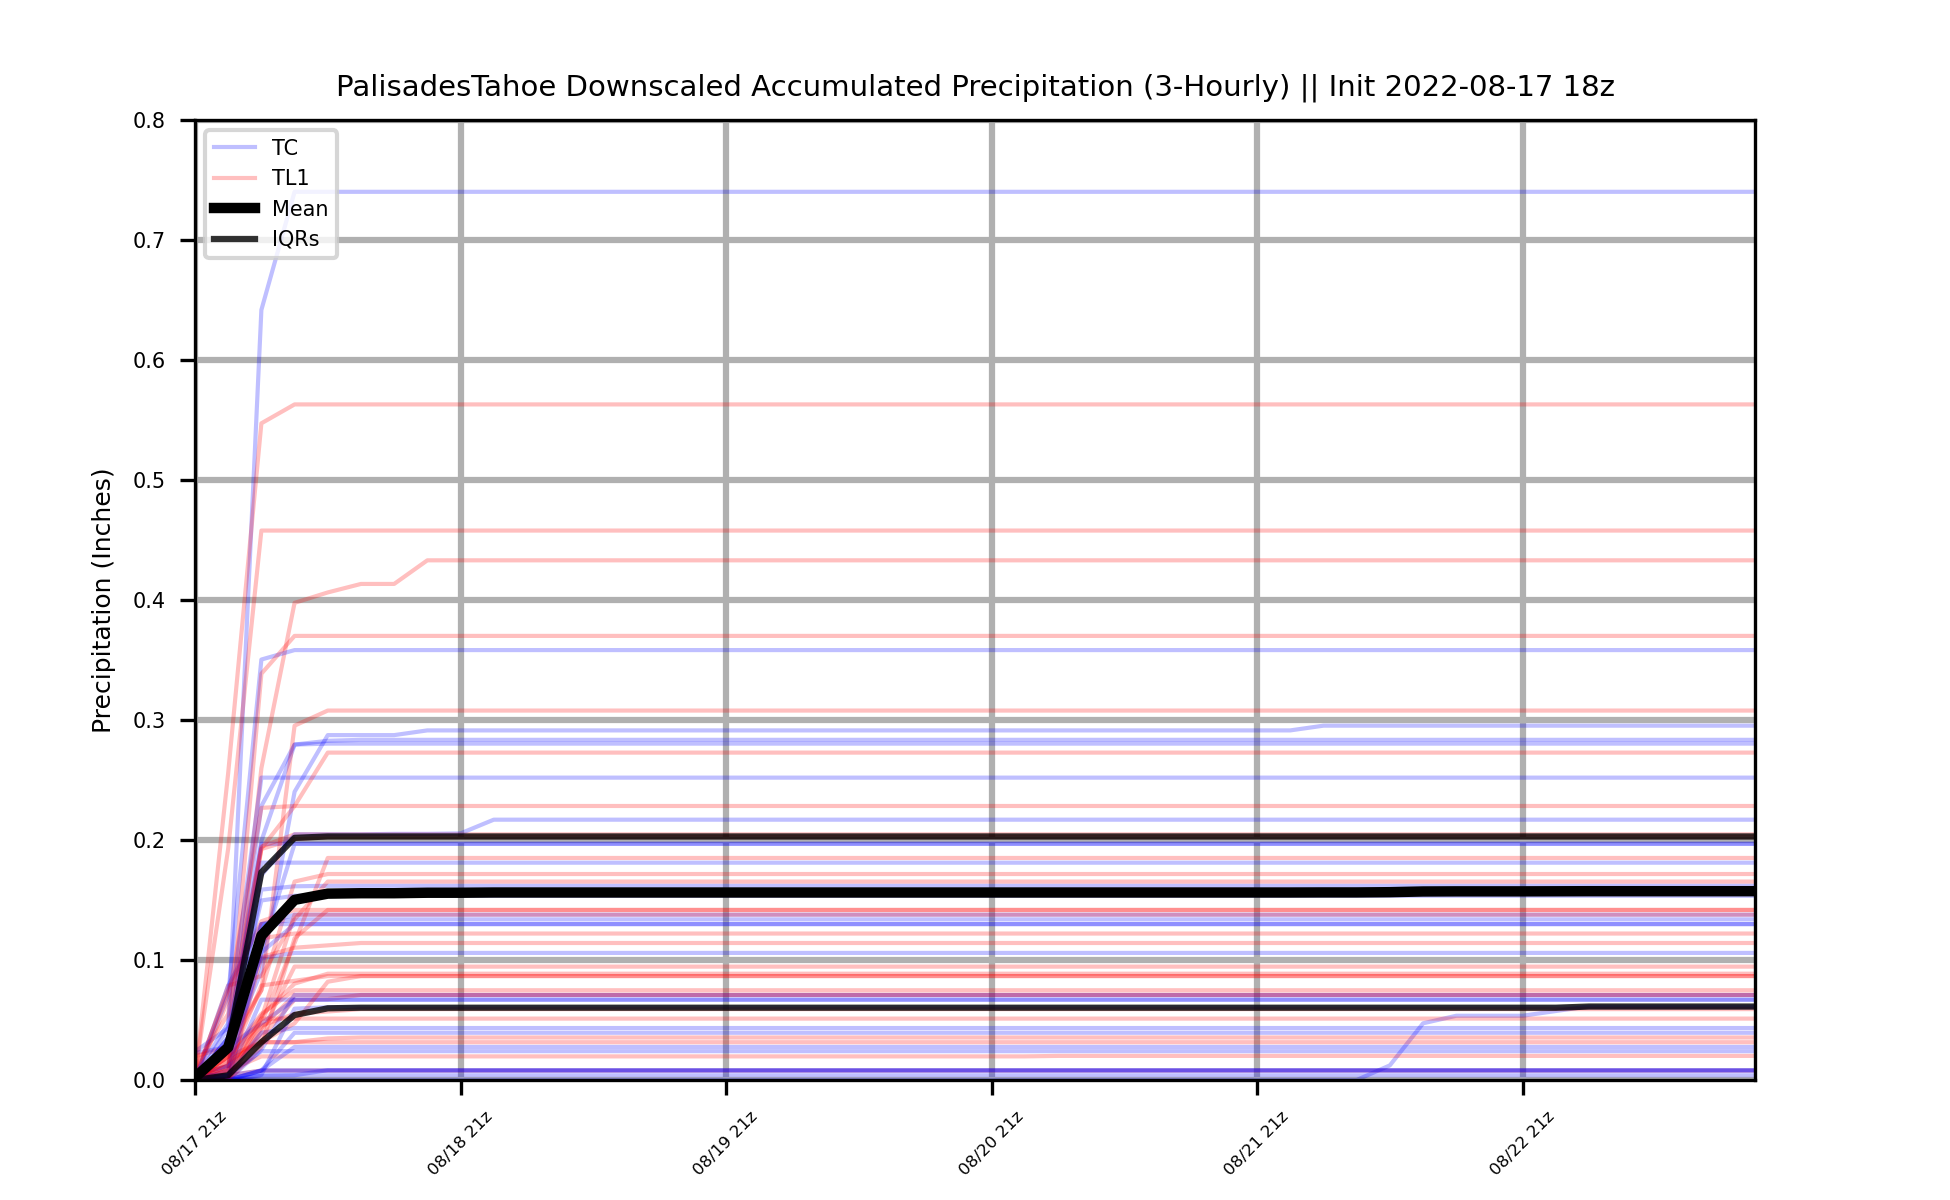 PalisadesTahoe Downscaled Accumulated Precipitation (3-Hourly) || Init 2022-08-17 18z
TC
TL1
Mean
IQRs
Precipitation (Inches)
0.8
0.7
0.6
0.5
0.4
0.3
0.2
0.1
0.0
08/17 21z
08/18 21z
08/19 21z
08/20 21z
08/21 21z
08/22 21z